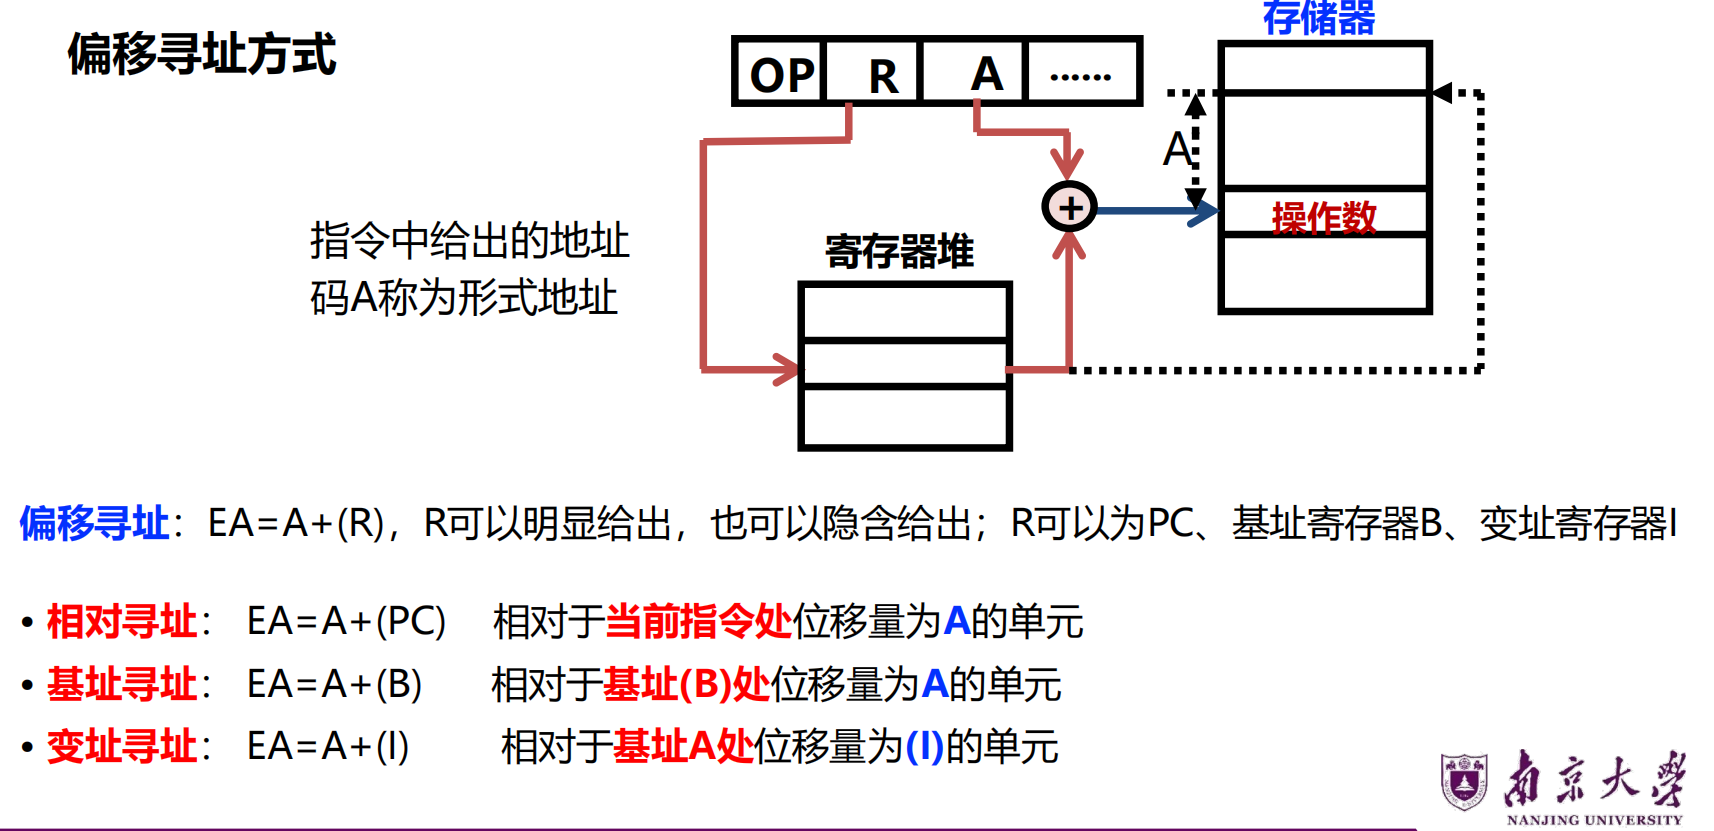 偏移寻址方式
存储器
OP R A ······
A
操作数
指令中给出的地址
码A称为形式地址
+
寄存器堆
偏移寻址：EA=A+(R)，R可以明显给出，也可以隐含给出；R可以为PC、基址寄存器B、变址寄存器I
• 相对寻址： EA=A+(PC) 相对于当前指令处位移量为A的单元
• 基址寻址： EA=A+(B) 相对于基址(B)处位移量为A的单元
• 变址寻址： EA=A+(I) 相对于基址A处位移量为(I)的单元
南京大學
NANJING UNIVERSITY